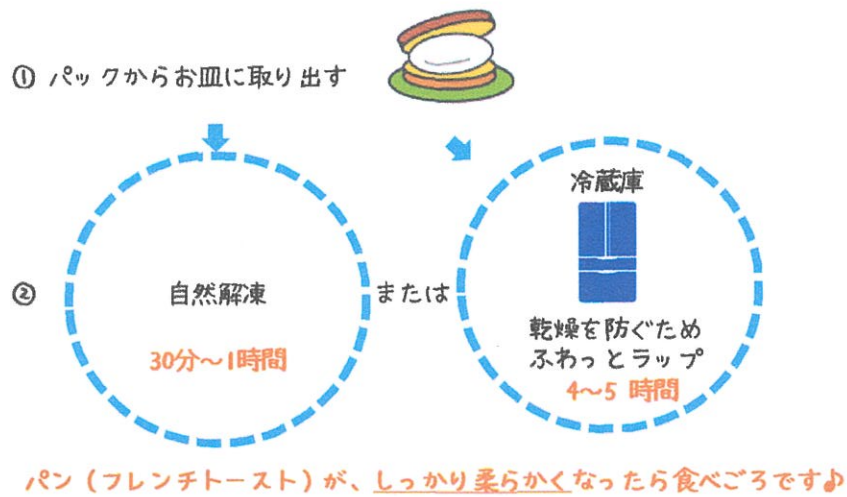 ① パックからお皿に取り出す
②
自然解凍
30分～1時間
または
冷蔵庫
乾燥を防ぐため
ふわっとラップ
4～5 時間
パン（フレンチトースト）が、しっかり柔らかくなったら食べごろです♪